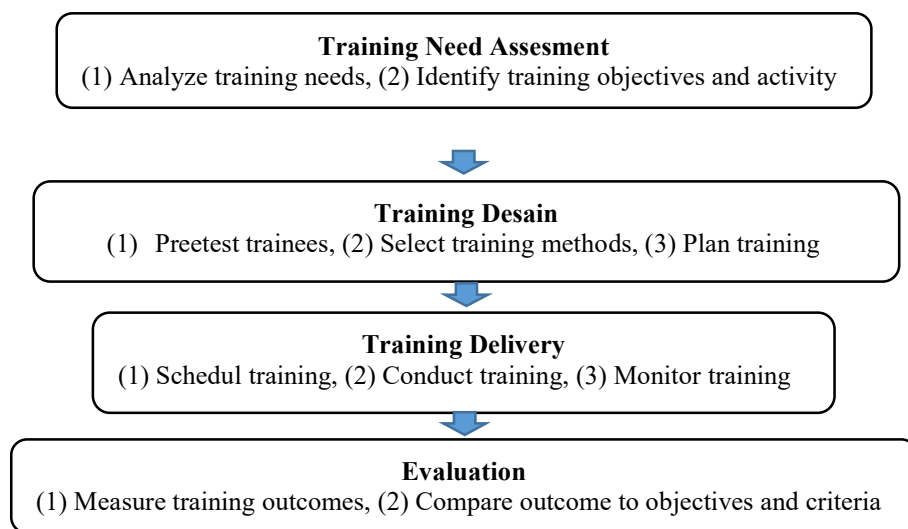 Training Need Assesment
(1) Analyze training needs, (2) Identify training objectives and activity
Training Desain
(1) Preetest trainees, (2) Select training methods, (3) Plan training
Training Delivery
(1) Schedul training, (2) Conduct training, (3) Monitor training
Evaluation
(1) Measure training outcomes, (2) Compare outcome to objectives and criteria